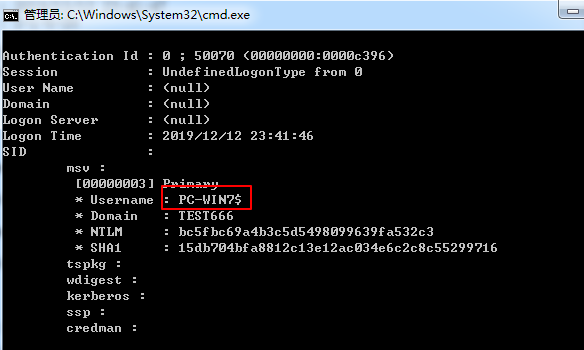 管理员: C:\Windows\System32\cmd.exe
Authentication Id : 0 ; 50070 (00000000:0000c396)
Session : UndefinedLogonType from 0
User Name : (null)
Domain : (null)
Logon Server : (null)
Logon Time : 2019/12/12 23:41:46
SID :
msv :
[00000003] Primary
* Username : PC-WIN7$
* Domain : TEST666
* NTLM : bc5fbc69a4b3c5d5498099639fa532c3
* SHA1 : 15db704bfa8812c13e12ac034e6c2c8c55299716
tspkg :
wdigest :
kerberos :
ssp :
credman :